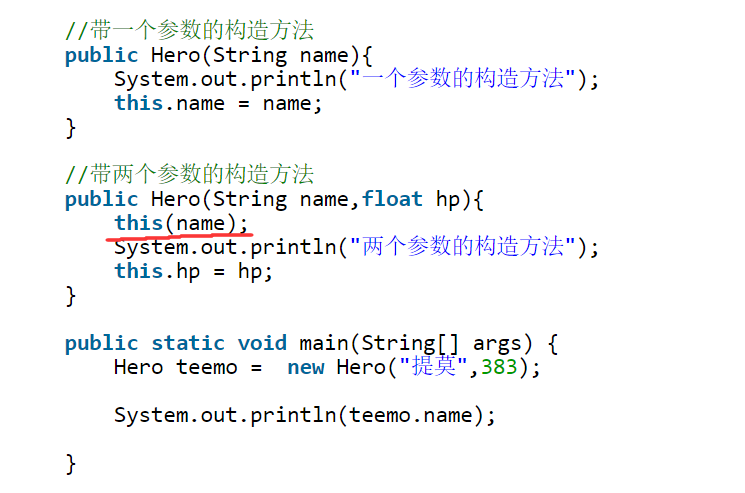 //带一个参数的构造方法
public Hero(String name){
    System.out.println("一个参数的构造方法");
    this.name = name;
}
//带两个参数的构造方法
public Hero(String name,float hp){
    this(name);
    System.out.println("两个参数的构造方法");
    this.hp = hp;
}
public static void main(String[] args) {
    Hero teemo =  new Hero("提莫",383);
    System.out.println(teemo.name);
}